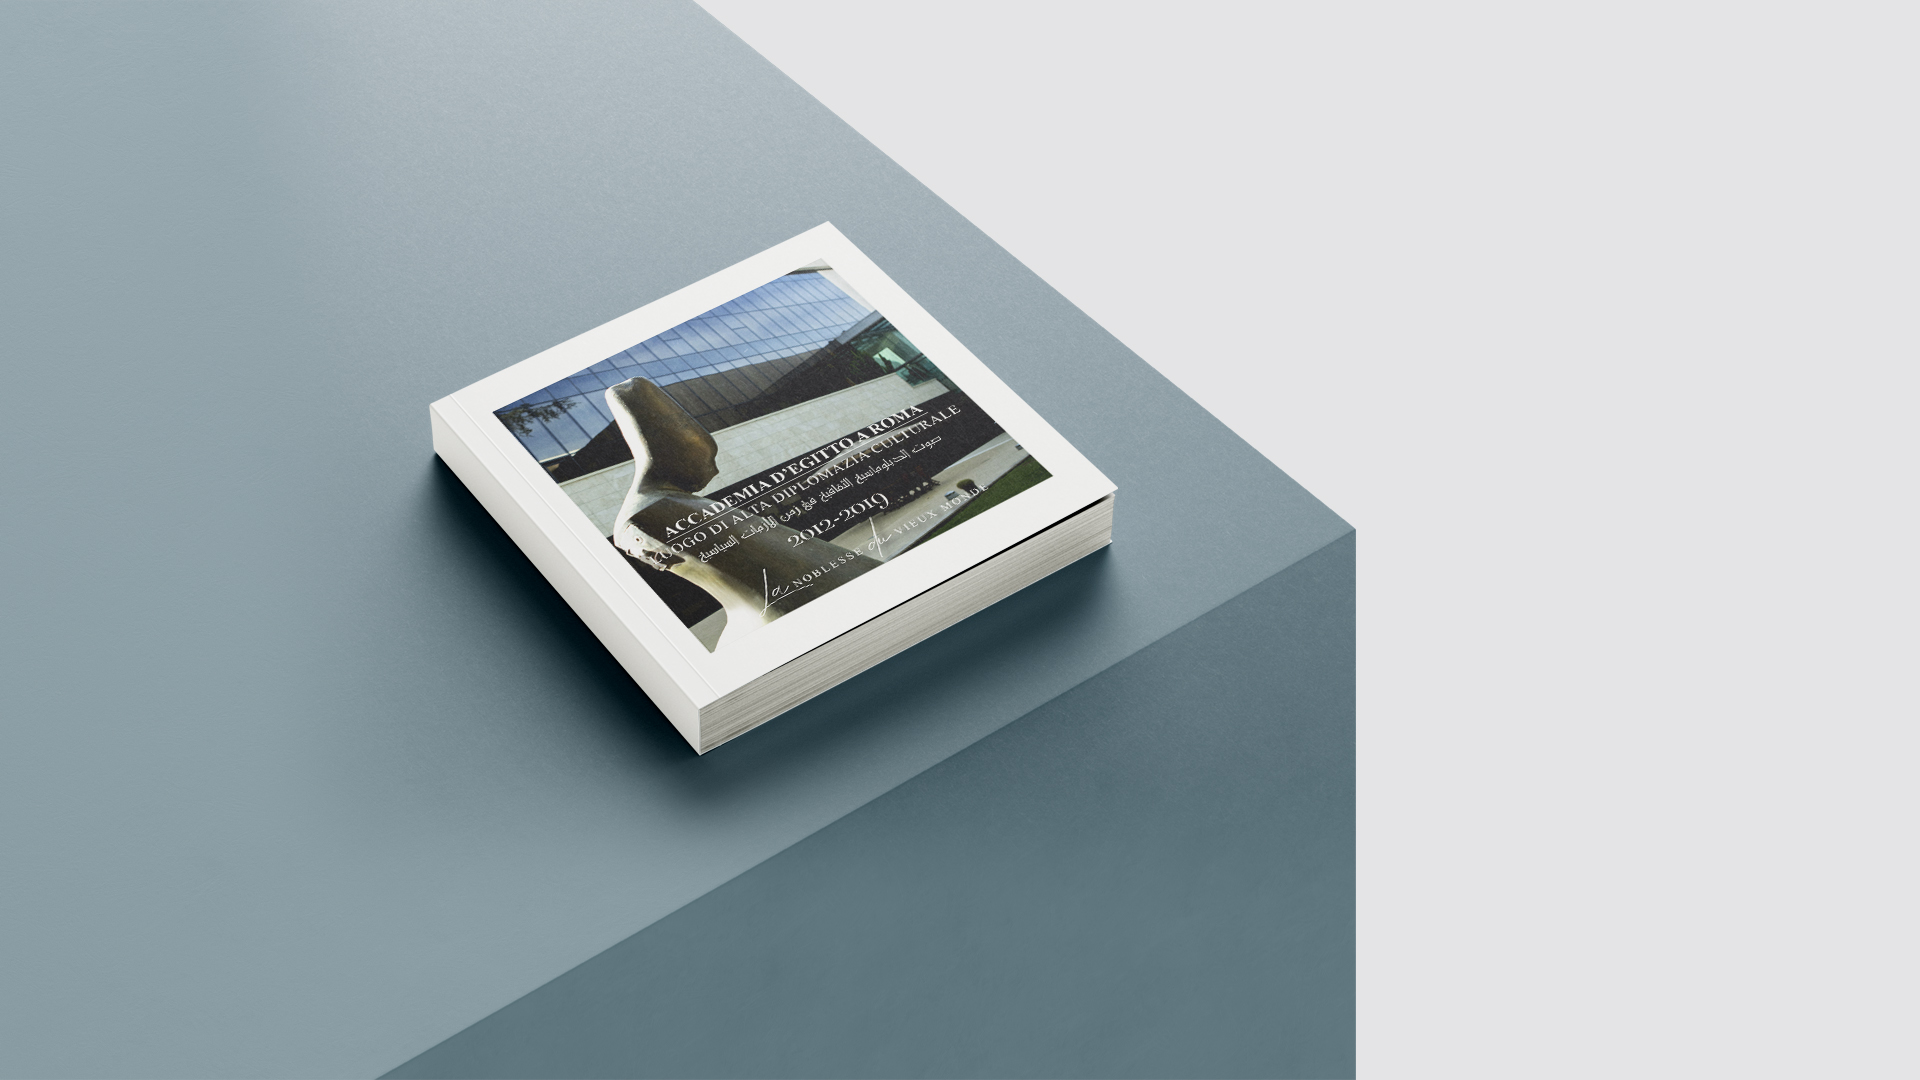 ACCADEMIA D'EGITTO A ROMA
LUOGO DI ALTA DIPLOMAZIA CULTURALE
صوت الدبلوماسية الثقافية في زمن الأزمات السياسية
2012-2019
La NOBLESSE du VIEUX MONDE